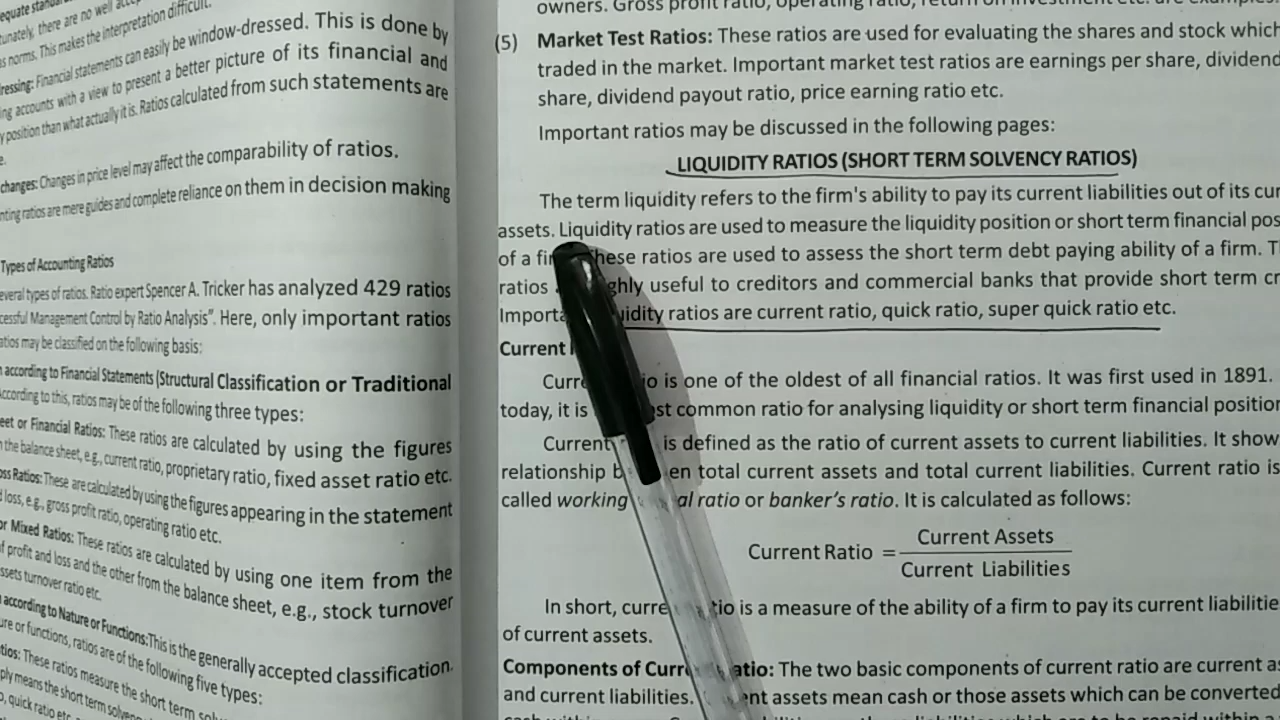 equate
tunately, there are no well
as norms. This makes the interpretation difficult.
ressing: Financial statements can easily be window-dressed. This is done by
ing accounts with a view to present a better picture of its financial and
y position than what actually it is. Ratios calculated from such statements are
e.
changes: Changes in price level may affect the comparability of ratios.
nting ratios are mere guides and complete reliance on them in decision making
Types of Accounting Ratios
everal types of ratios. Ratio expert Spencer A. Tricker has analyzed 429 ratios
cessful Management Control by Ratio Analysis”. Here, only important ratios
atios may be classified on the following basis:
n according to Financial Statements (Structural Classification or Traditional
According to this, ratios may be of the following three types:
eet or Financial Ratios: These ratios are calculated by using the figures
n the balance sheet, e.g., current ratio, proprietary ratio, fixed asset ratio etc.
oss Ratios: These are calculated by using the figures appearing in the statement
d loss, e.g., gross profit ratio, operating ratio etc.
or Mixed Ratios: These ratios are calculated by using one item from the
f profit and loss and the other from the balance sheet, e.g., stock turnover
ssets turnover ratio etc.
n according to Nature or Functions: This is the generally accepted classification.
ure or functions, ratios are of the following five types:
tios: These ratios measure the short term
ply means the short term
o, quick ratio etc.
owners. Gross profit ratio, operating ratio, return on investment etc. are examples.
(5) Market Test Ratios: These ratios are used for evaluating the shares and stock which
traded in the market. Important market test ratios are earnings per share, dividend
share, dividend payout ratio, price earning ratio etc.
Important ratios may be discussed in the following pages:
LIQUIDITY RATIOS (SHORT TERM SOLVENCY RATIOS)
The term liquidity refers to the firm's ability to pay its current liabilities out of its cur
assets. Liquidity ratios are used to measure the liquidity position or short term financial pos
of a fi hese ratios are used to assess the short term debt paying ability of a firm. T
ratios ghly useful to creditors and commercial banks that provide short term cr
Importa uidity ratios are current ratio, quick ratio, super quick ratio etc.
Current
Curre io is one of the oldest of all financial ratios. It was first used in 1891.
today, it is st common ratio for analysing liquidity or short term financial position
Current is defined as the ratio of current assets to current liabilities. It show
relationship b en total current assets and total current liabilities. Current ratio is
called working al ratio or banker’s ratio. It is calculated as follows:
Current Ratio = Current Assets
Current Liabilities
In short, curre tio is a measure of the ability of a firm to pay its current liabilitie
of current assets.
Components of Curr atio: The two basic components of current ratio are current as
and current liabilities. ent assets mean cash or those assets which can be converted